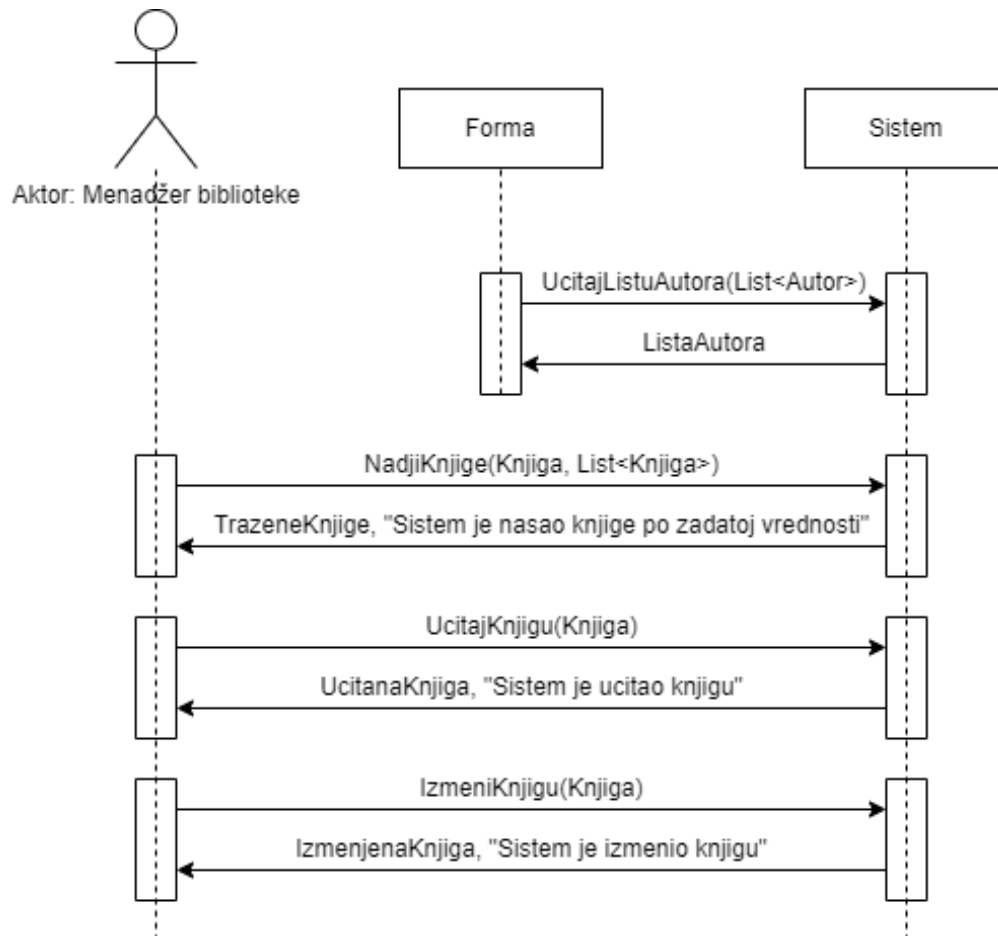 Forma
Sistem
Aktor: Menadžer biblioteke
UcitajListuAutora(List<Autor>)
ListaAutora
NadjiKnjige(Knjiga, List<Knjiga>)
TrazeneKnjige, "Sistem je nasao knjige po zadatoj vrednosti"
UcitajKnjigu(Knjiga)
UcitanaKnjiga, "Sistem je ucitao knjigu"
IzmeniKnjigu(Knjiga)
IzmenjenaKnjiga, "Sistem je izmenio knjigu"